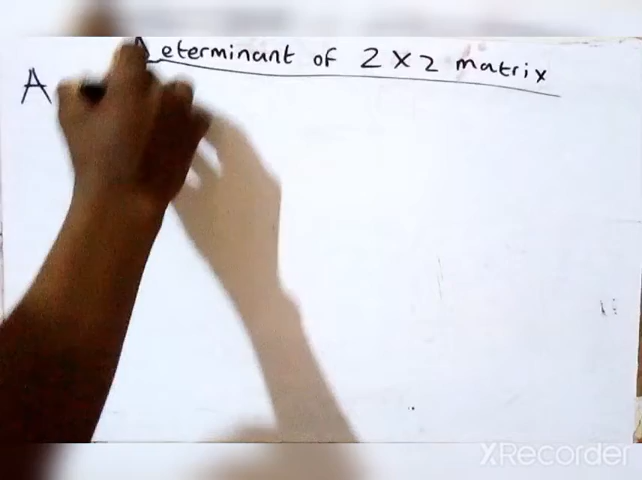 Determinant of 2 X 2 matrix
A
XRecorder